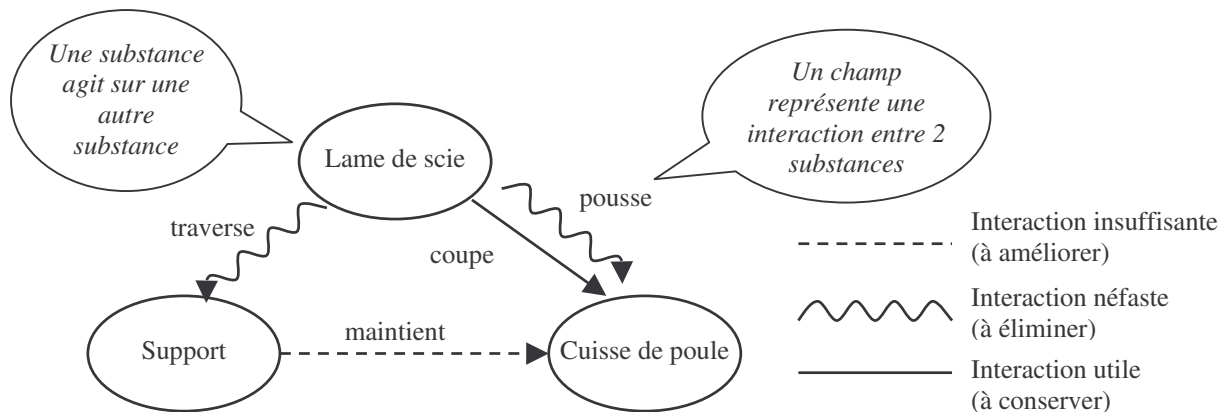 Une substance
agit sur une
autre
substance
Un champ
représente une
interaction entre 2
substances
Lame de scie
pousse
traverse
coupe
Support
maintient
Cuisse de poule
Interaction insuffisante
(à améliorer)
Interaction néfaste
(à éliminer)
Interaction utile
(à conserver)